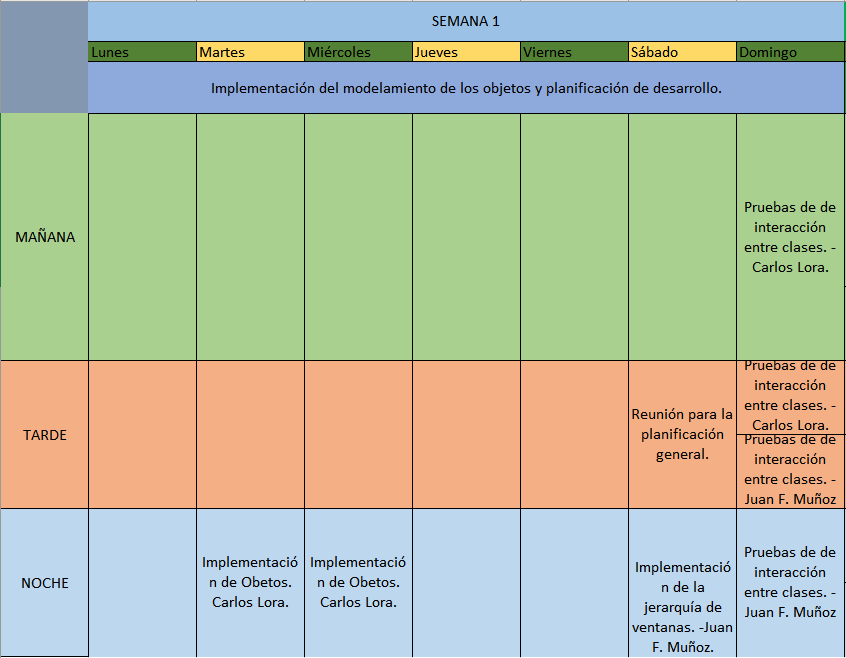 SEMANA 1
Lunes
Martes
Miércoles
Jueves
Viernes
Sábado
Domingo
Implementación del modelamiento de los objetos y planificación de desarrollo.
MAÑANA
Pruebas de de
interacción
entre clases. -
Carlos Lora.
TARDE
Reunión para la
planificación
general.
Pruebas de de
interacción
entre clases. -
Carlos Lora.
Pruebas de de
interacción
entre clases. -
Juan F. Muñoz
NOCHE
Implementació
n de Obetos.
Carlos Lora.
Implementació
n de Obetos.
Carlos Lora.
Implementació
n de la
jerarquía de
ventanas. -Juan
F. Muñoz.
Pruebas de de
interacción
entre clases. -
Juan F. Muñoz